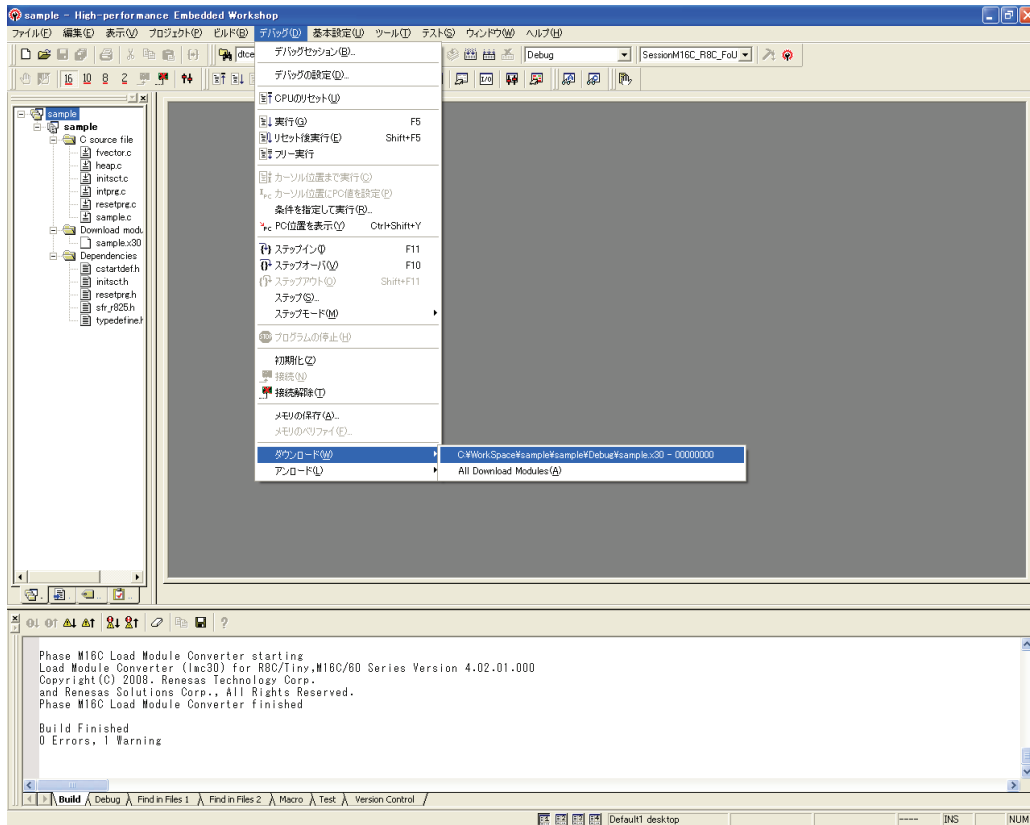 sample - High-performance Embedded Workshop
ファイル(F) 編集(E) 表示(V) プロジェクト(P) ビルド(B) デバッグ(D) 基本設定(U) ツール(T) テスト(S) ウィンドウ(W) ヘルプ(H)
Debug
SessionM16C_R8C_FoU
16 10 8 2
sample
sample
C source file
fvector.c
heap.c
initsct.c
intprg.c
resetprg.c
sample.c
Download modu
sample.x30
Dependencies
cstartdef.h
initsct.h
resetprg.h
sfr_r825.h
typedefine.h
デバッグセッション(B)...
デバッグの設定(D)...
CPUのリセット(U)
実行(G) F5
リセット後実行(E) Shift+F5
フリー実行
カーソル位置まで実行(C)
カーソル位置にPC値を設定(P)
条件を指定して実行(R)...
PC位置を表示(Y) Ctrl+Shift+Y
ステップイン(I) F11
ステップオーバ(V) F10
ステップアウト(O) Shift+F11
ステップ(S)...
ステップモード(M)
プログラムの停止(H)
初期化(Z)
接続(N)
接続解除(T)
メモリの保存(A)...
メモリのベリファイ(F)...
ダウンロード(W)
アンロード(L)
C:¥WorkSpace¥sample¥sample¥Debug¥sample.x30 - 00000000
All Download Modules(A)
Phase M16C Load Module Converter starting
Load Module Converter (lmc30) for R8C/Tiny,M16C/60 Series Version 4.02.01.000
Copyright(C) 2008. Renesas Technology Corp.
and Renesas Solutions Corp., All Rights Reserved.
Phase M16C Load Module Converter finished
Build Finished
0 Errors, 1 Warning
Build Debug Find in Files 1 Find in Files 2 Macro Test Version Control
Default1 desktop ---- INS NUM